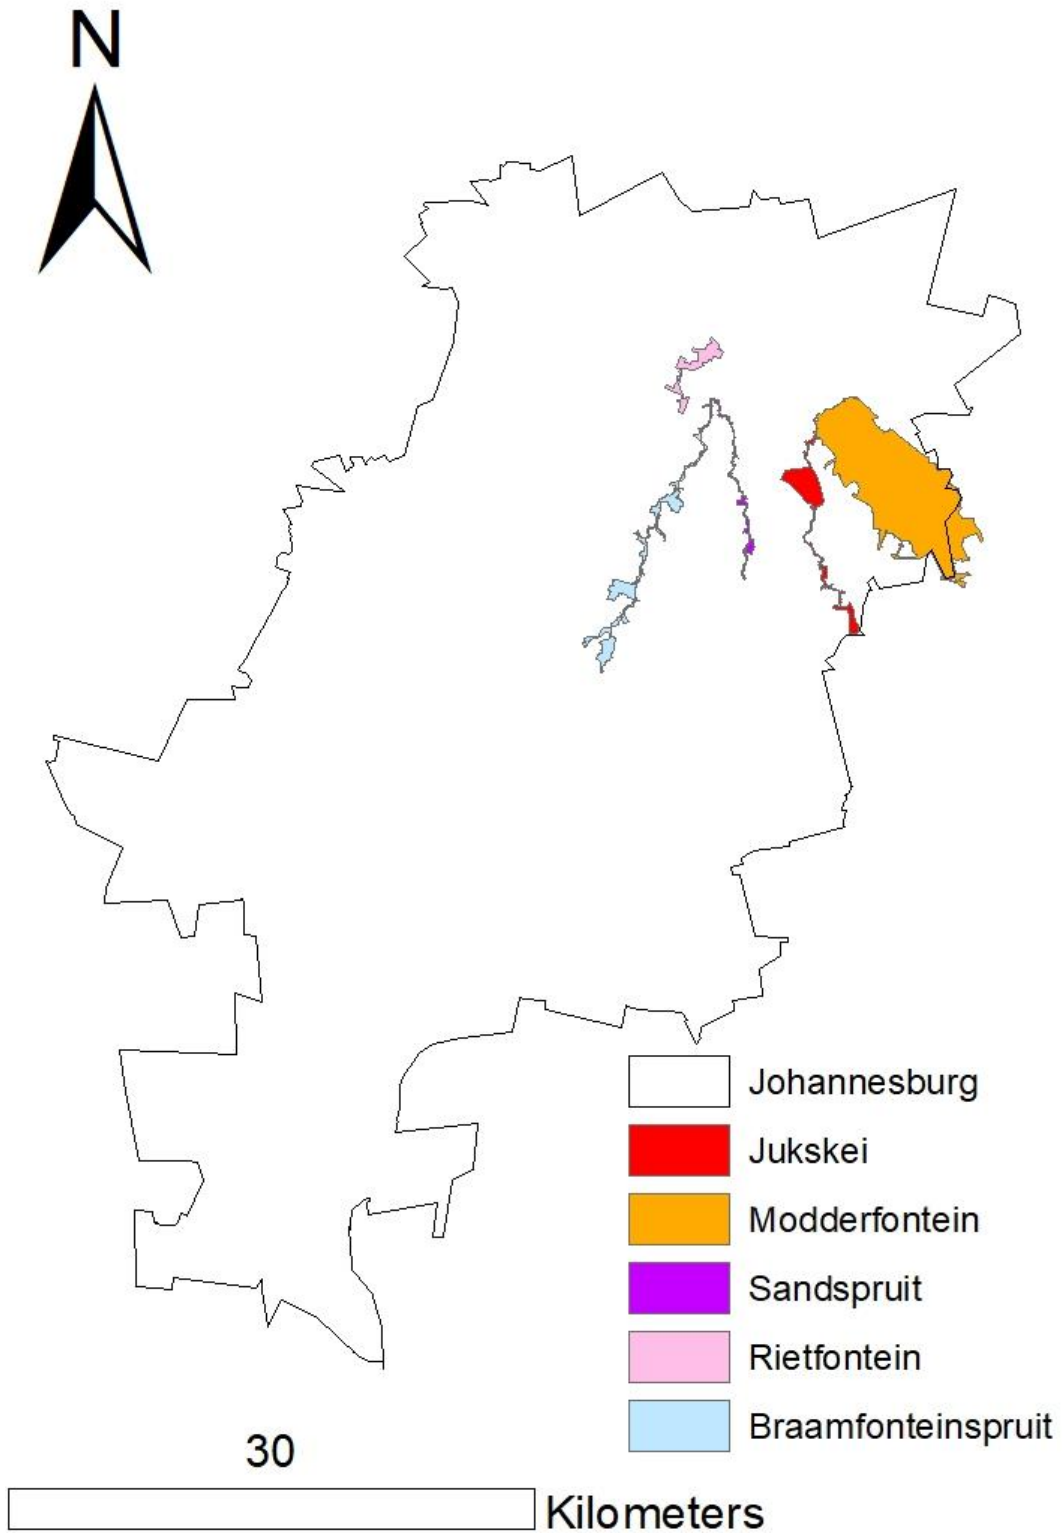 N
Johannesburg
Jukskei
Modderfontein
Sandspruit
Rietfontein
Braamfonteinspruit
30
Kilometers